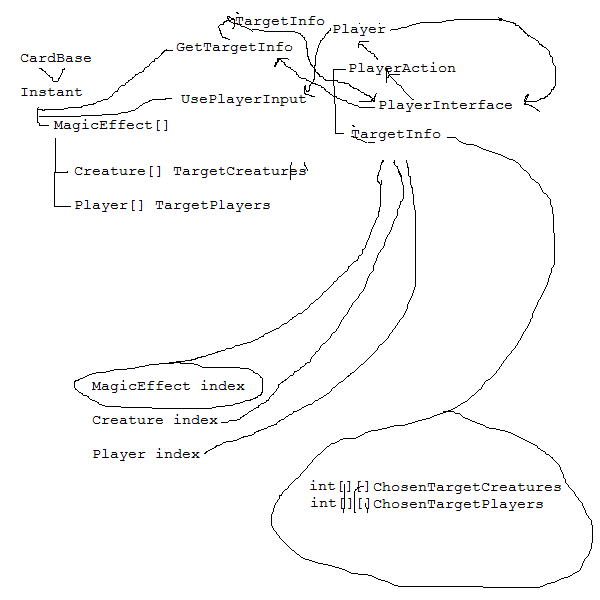 TargetInfo
Player
GetTargetInfo
CardBase
PlayerAction
Instant
UsePlayerInput
PlayerInterface
MagicEffect[]
TargetInfo
Creature[] TargetCreatures
Player[] TargetPlayers
MagicEffect index
Creature index
Player index
int[][]ChosenTargetCreatures
int[][]ChosenTargetPlayers